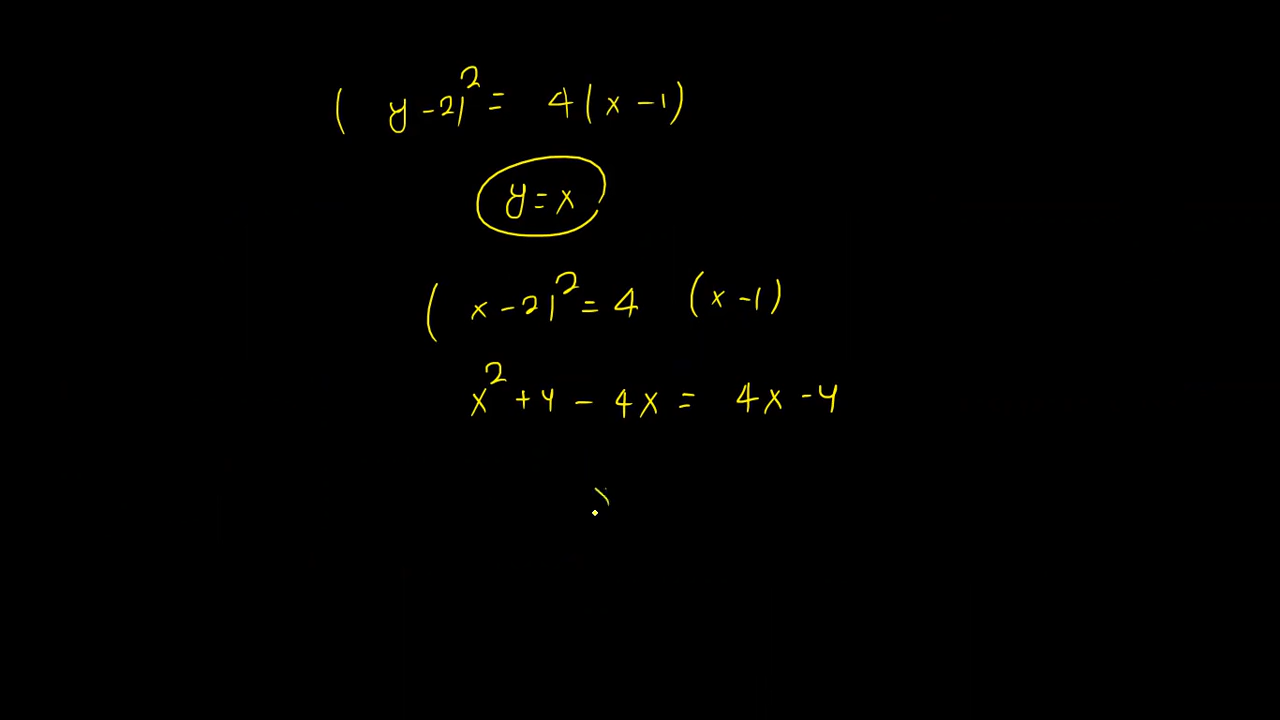 ( y-2)² = 4(x-1)
y=x
( x-2)² = 4 (x-1)
x² +4 - 4x = 4x -4